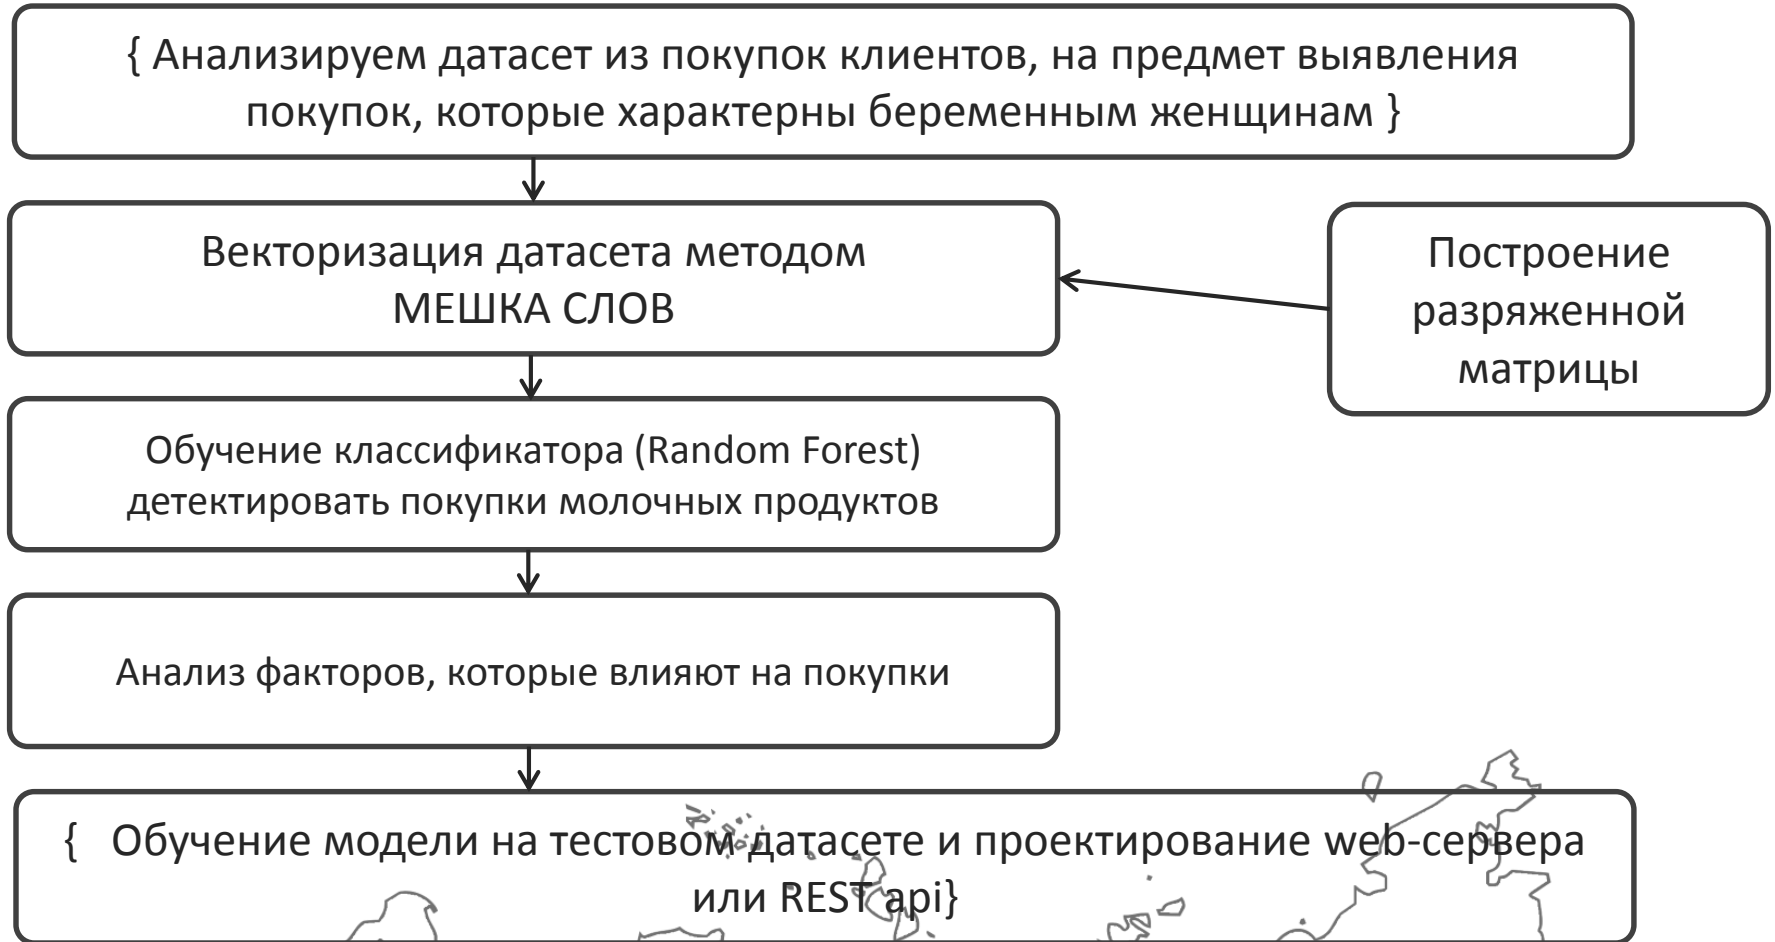 { Анализируем датасет из покупок клиентов, на предмет выявления
покупок, которые характерны беременным женщинам }
Векторизация датасета методом
МЕШКА СЛОВ
Построение
разряженной
матрицы
Обучение классификатора (Random Forest)
детектировать покупки молочных продуктов
Анализ факторов, которые влияют на покупки
{ Обучение модели на тестовом датасете и проектирование web-сервера
или REST api}